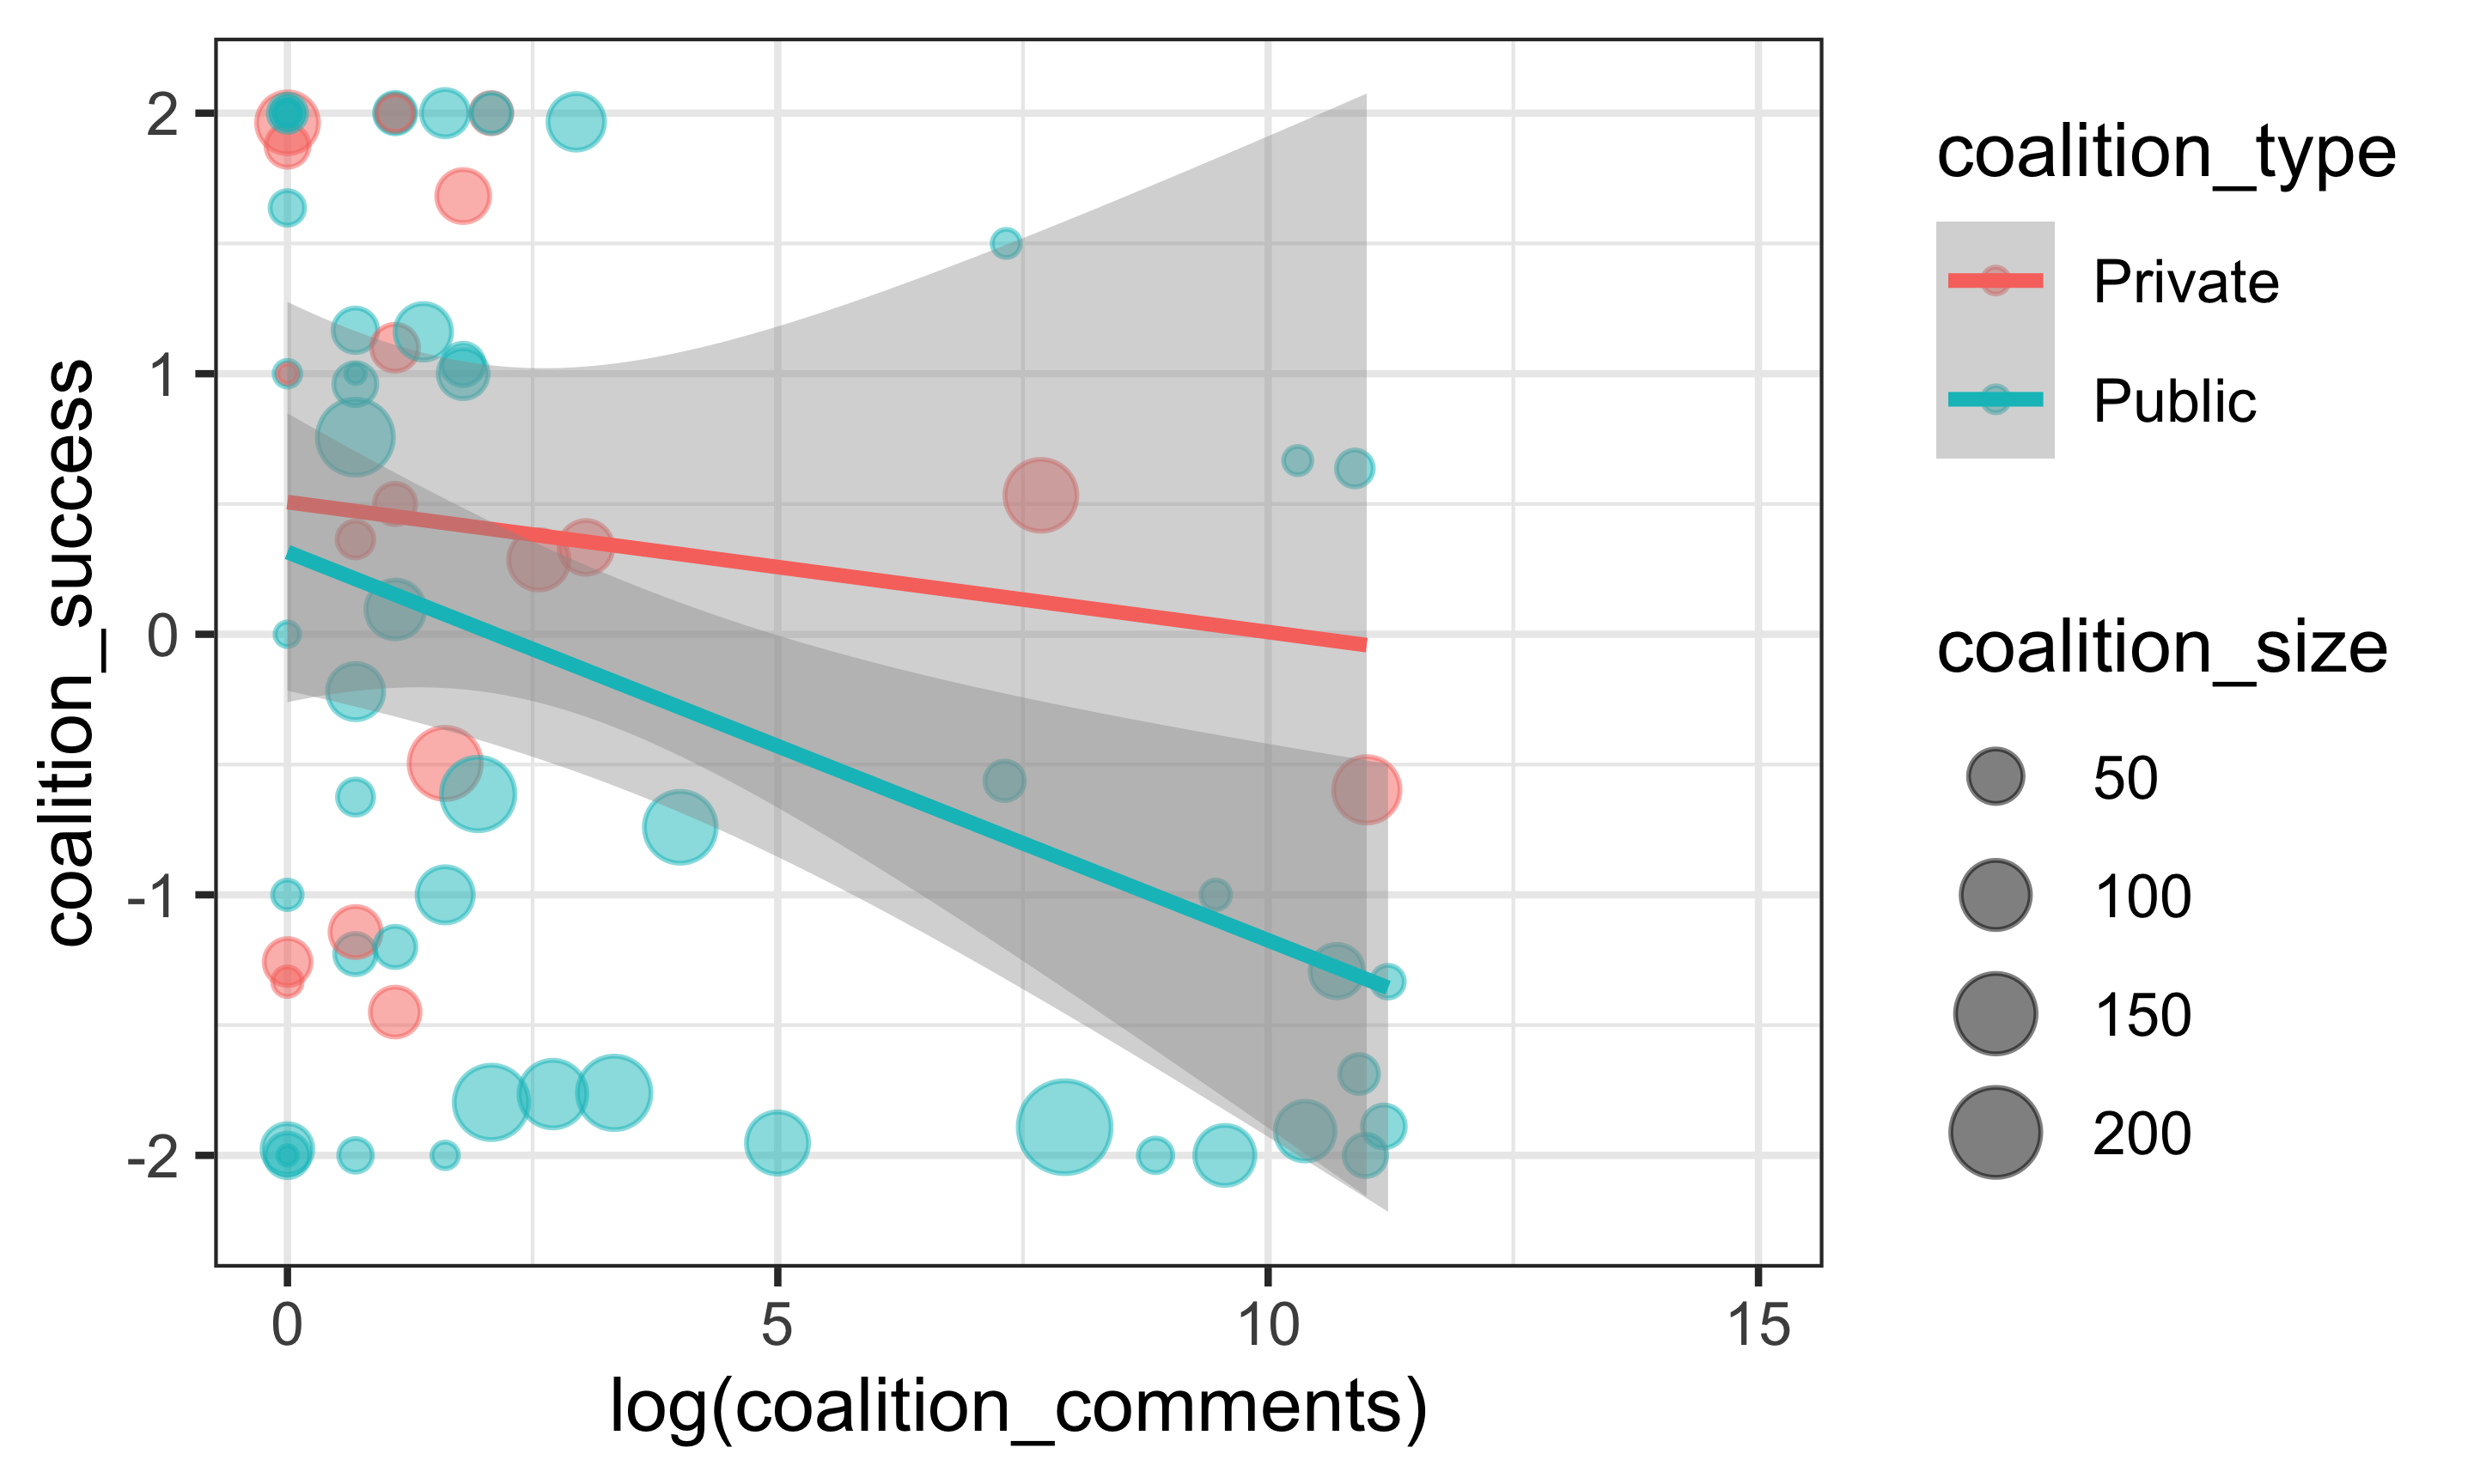 coalition_success
2
1
0
-1
-2
0
5
10
15
log(coalition_comments)
coalition_type
Private
Public
coalition_size
50
100
150
200